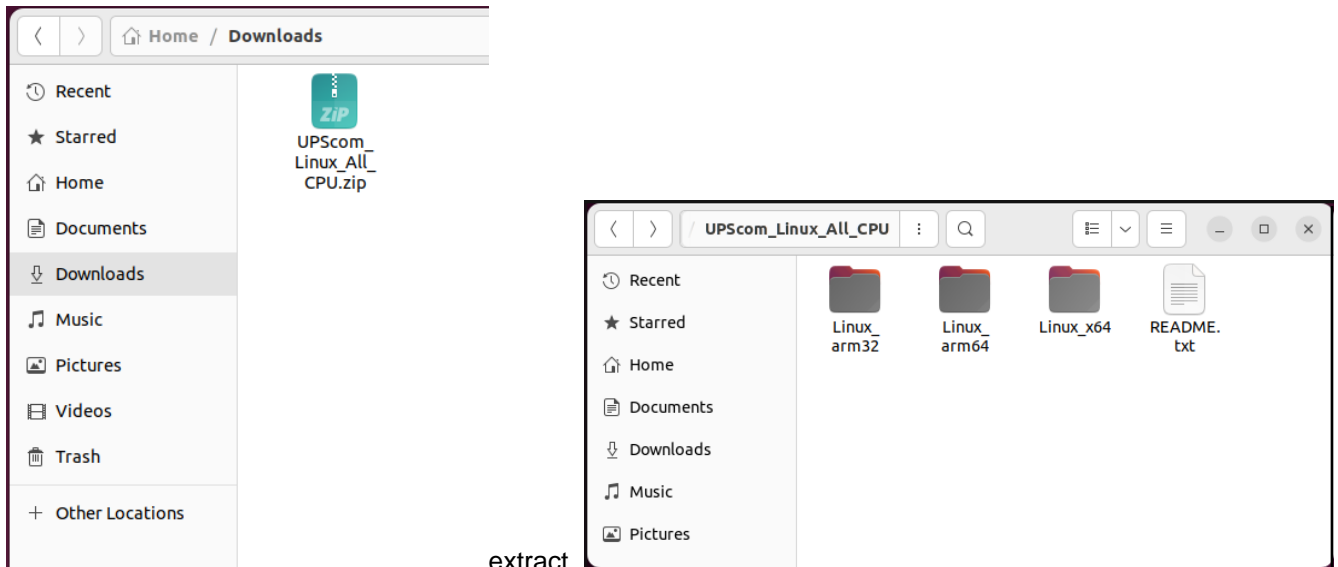 Home / Downloads
Recent
Starred
Home
Documents
Downloads
Music
Pictures
Videos
Trash
Other Locations
ZIP
UPScom_
Linux_All_
CPU.zip
extract
/ UPScom_Linux_All_CPU
Recent
Starred
Home
Documents
Downloads
Music
Pictures
Linux_
arm32
Linux_
arm64
Linux_x64
README.
txt